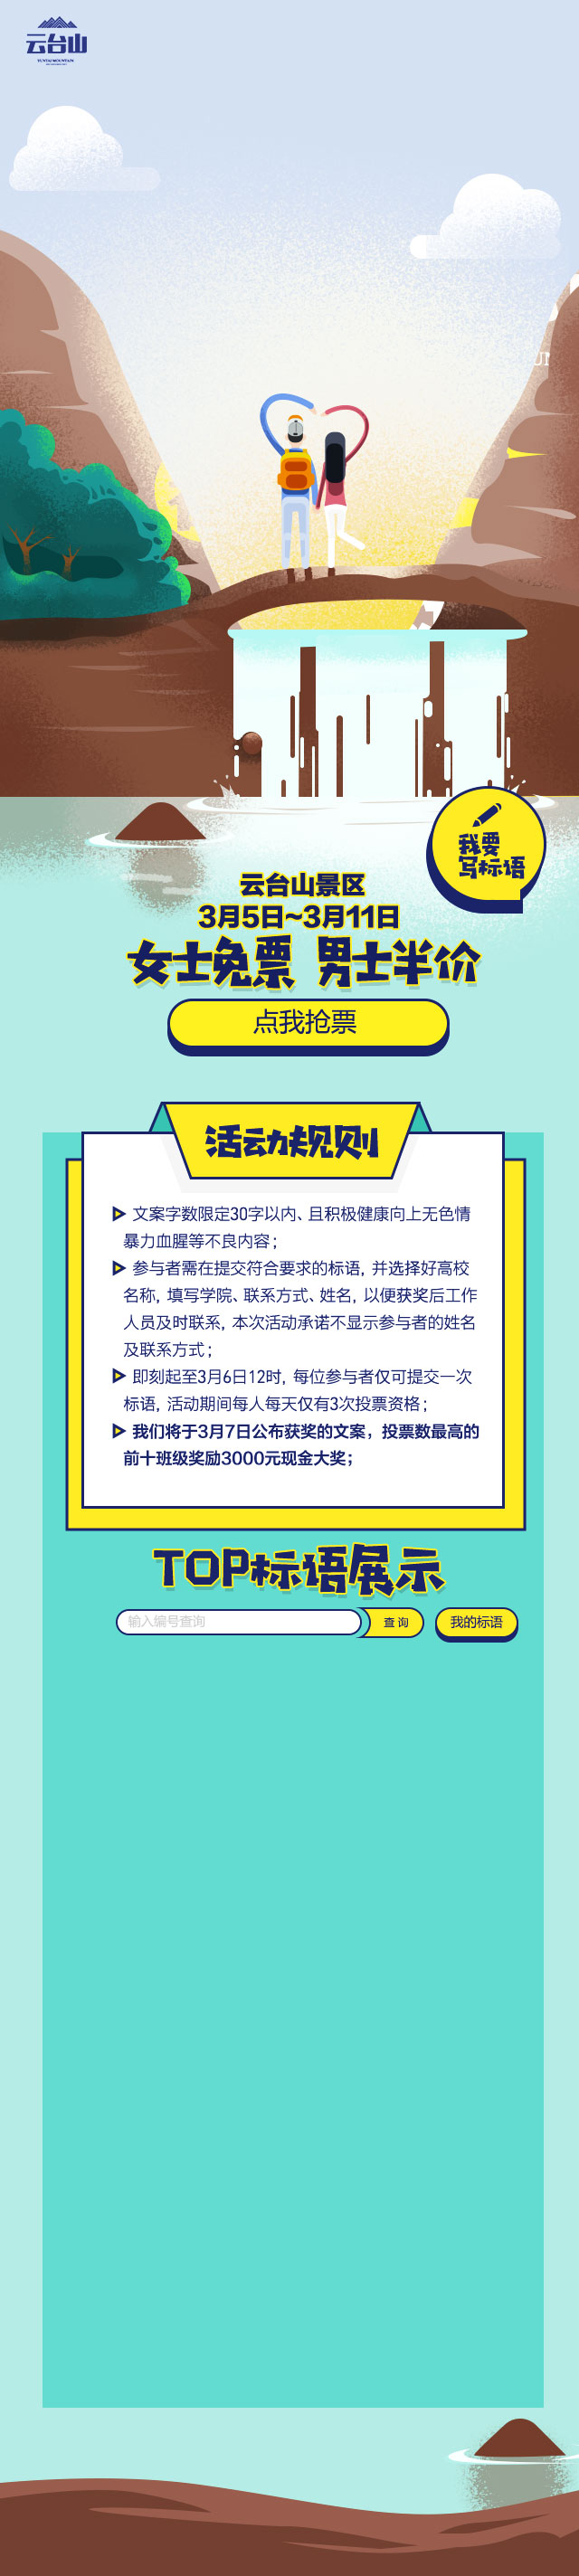 云台山
YUNTAI MOUNTAIN
我要
写标语
云台山景区
3月5日~3月11日
女士免票 男士半价
点我抢票
活动规则
文案字数限定30字以内、且积极健康向上无色情
暴力血腥等不良内容；
参与者需在提交符合要求的标语, 并选择好高校
名称, 填写学院、联系方式、姓名, 以便获奖后工作
人员及时联系, 本次活动承诺不显示参与者的姓名
及联系方式；
即刻起至3月6日12时, 每位参与者仅可提交一次
标语, 活动期间每人每天仅有3次投票资格；
我们将于3月7日公布获奖的文案，投票数最高的
前十班级奖励3000元现金大奖；
TOP标语展示
输入编号查询
查 询
我的标语